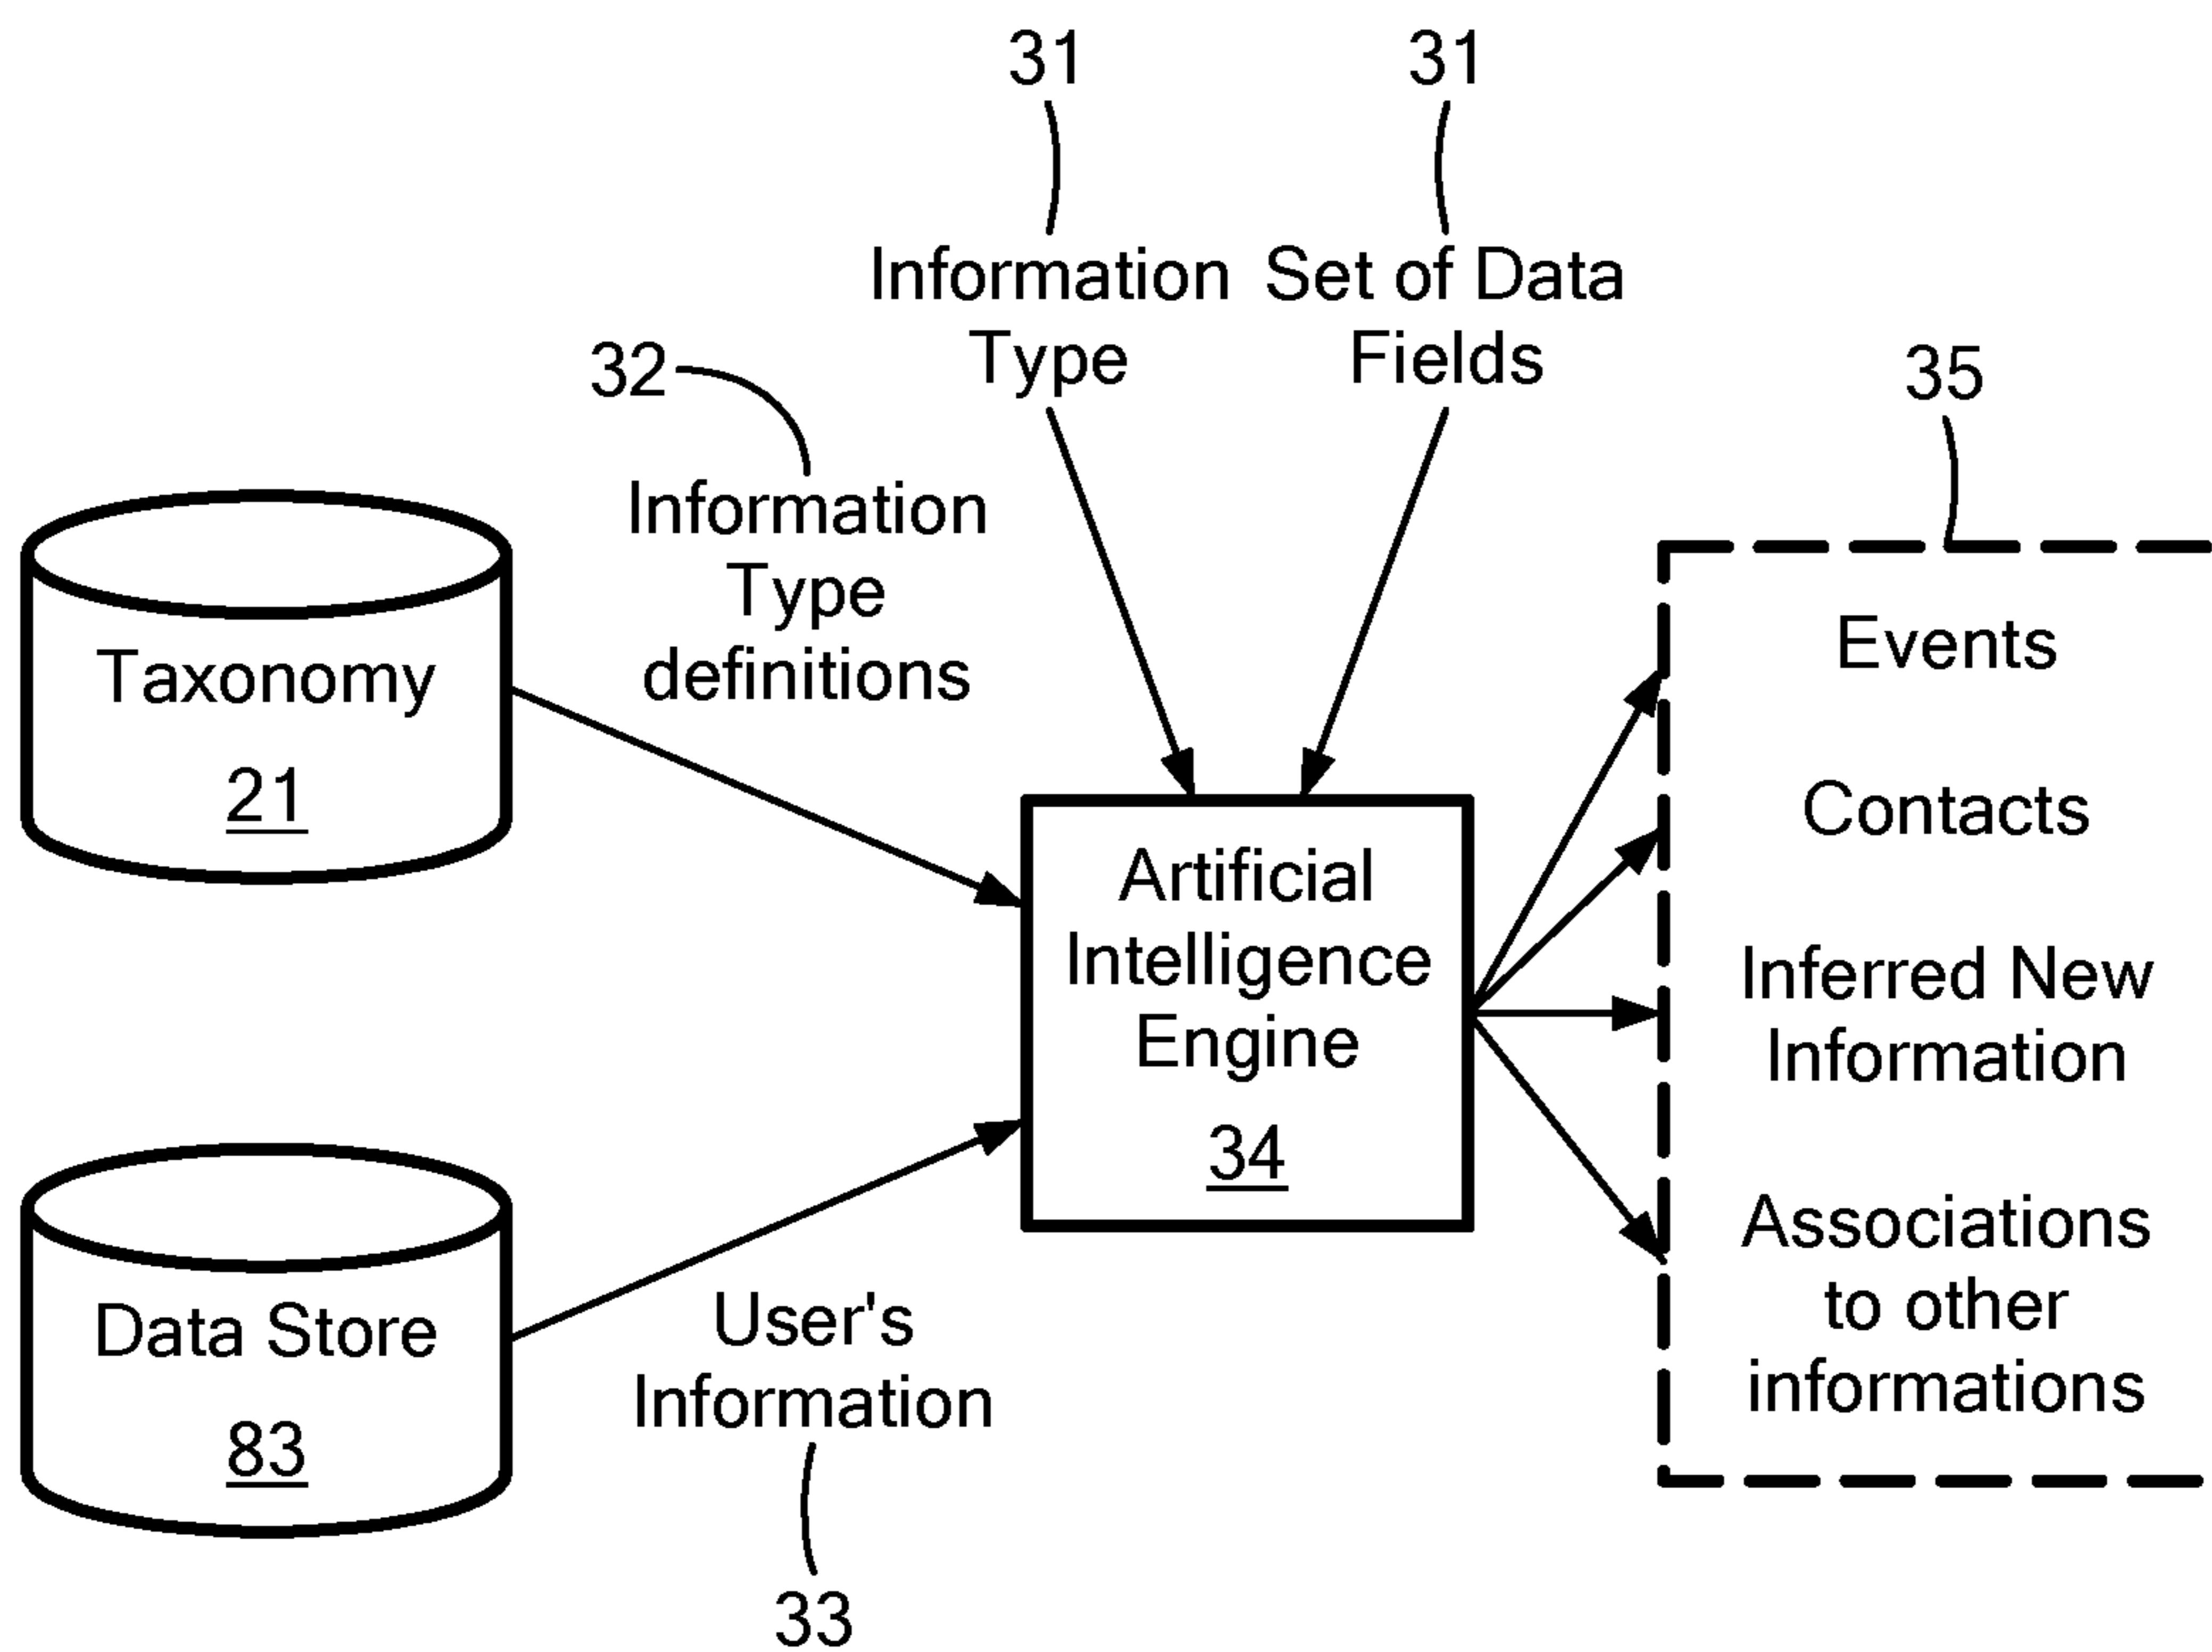 31
31
Information
Type
Set of Data
Fields
32
Information
Type
definitions
35
Taxonomy
21
Events
Contacts
Inferred New
Information
Associations
to other
informations
Artificial
Intelligence
Engine
34
Data Store
83
User's
Information
33